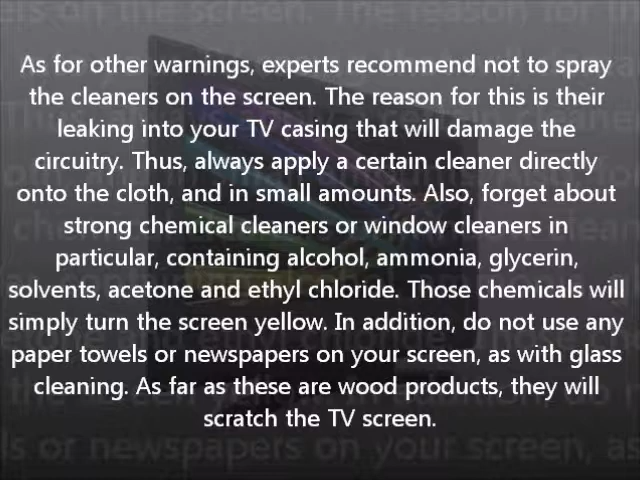 As for other warnings, experts recommend not to spray
the cleaners on the screen. The reason for this is their
leaking into your TV casing that will damage the
circuitry. Thus, always apply a certain cleaner directly
onto the cloth, and in small amounts. Also, forget about
strong chemical cleaners or window cleaners in
particular, containing alcohol, ammonia, glycerin,
solvents, acetone and ethyl chloride. Those chemicals will
simply turn the screen yellow. In addition, do not use any
paper towels or newspapers on your screen, as with glass
cleaning. As far as these are wood products, they will
scratch the TV screen.